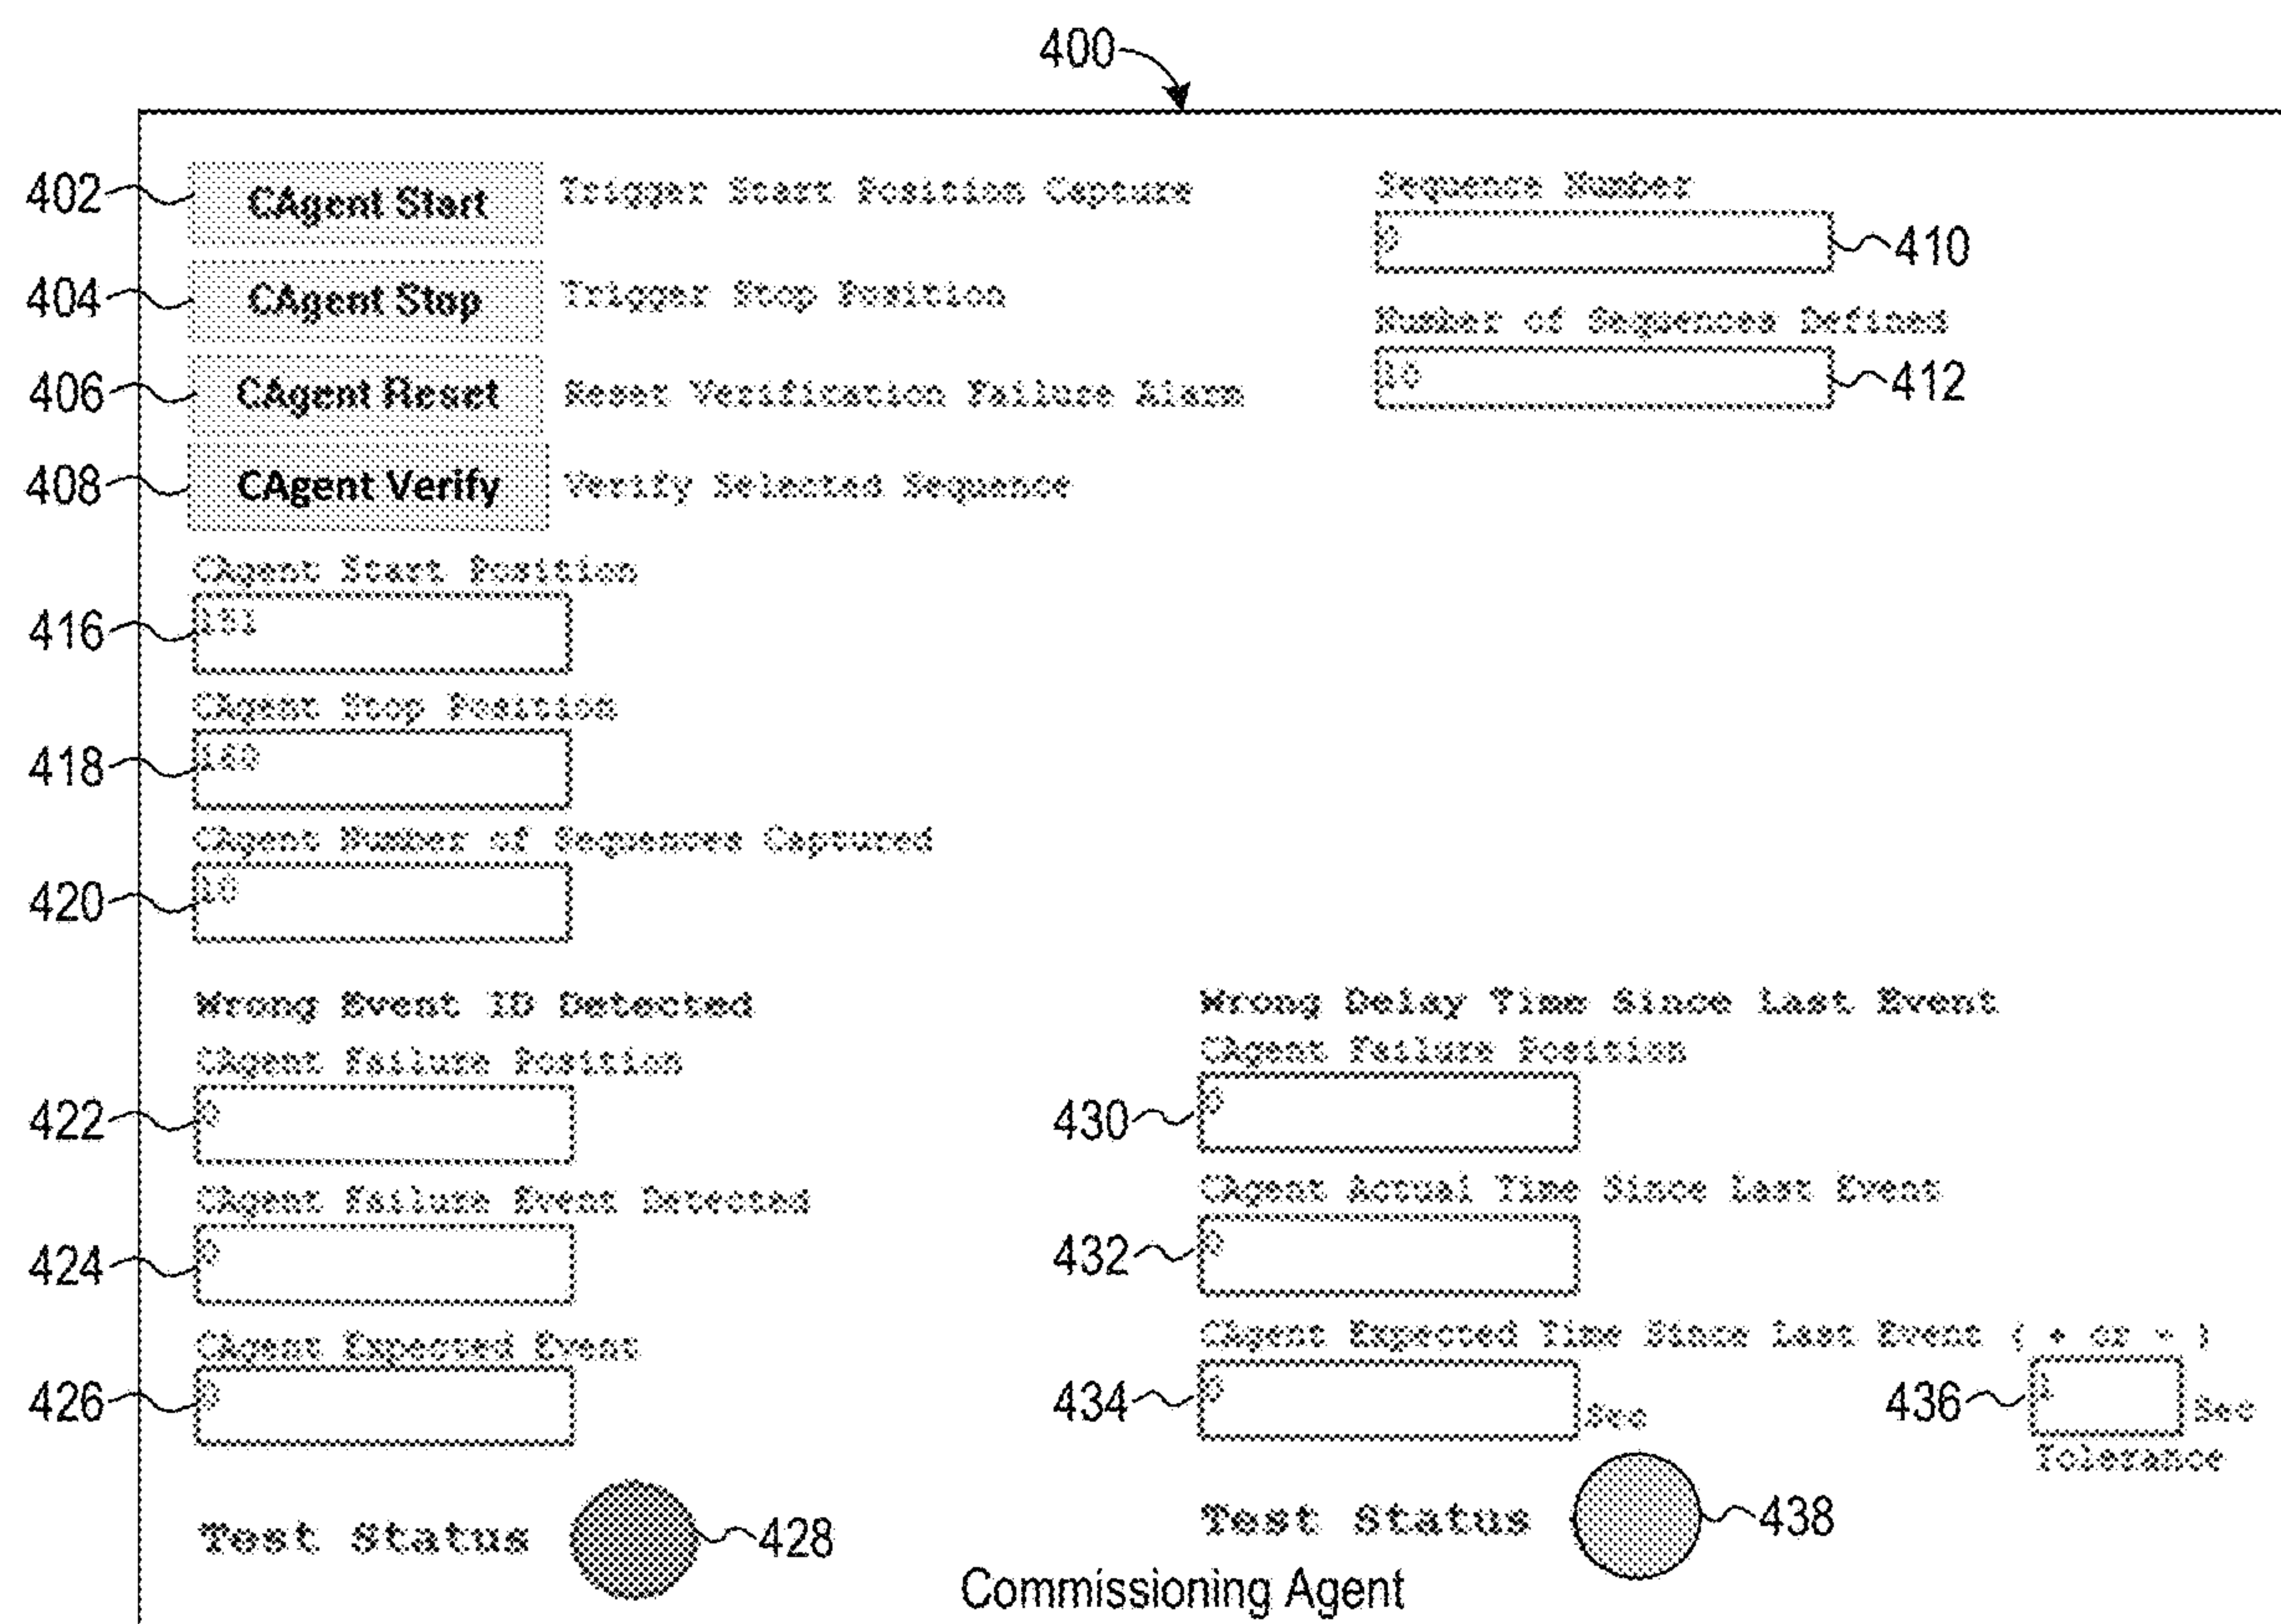 400
402 CAgent Start Trigger Start Position Capture
Sequence Number
410
404 CAgent Stop Trigger Stop Position
Number of Sequences Defined
10 412
406 CAgent Reset Reset Verification Failure Alarm
408 CAgent Verify Verify Selected Sequence
CAgent Start Position
416
CAgent Stop Position
418
CAgent Number of Sequences Captured
420 10
Wrong Event ID Detected
CAgent Failure Position
422 0
CAgent Failure Event Detected
424 0
CAgent Expected Event
426 0
Test Status 428
Wrong Delay Time Since Last Event
CAgent Failure Position
430 0
CAgent Actual Time Since Last Event
432 0
CAgent Expected Time Since Last Event ( + or - )
434 0 Sec 436 1 Sec
Tolerance
Test Status 438
Commissioning Agent